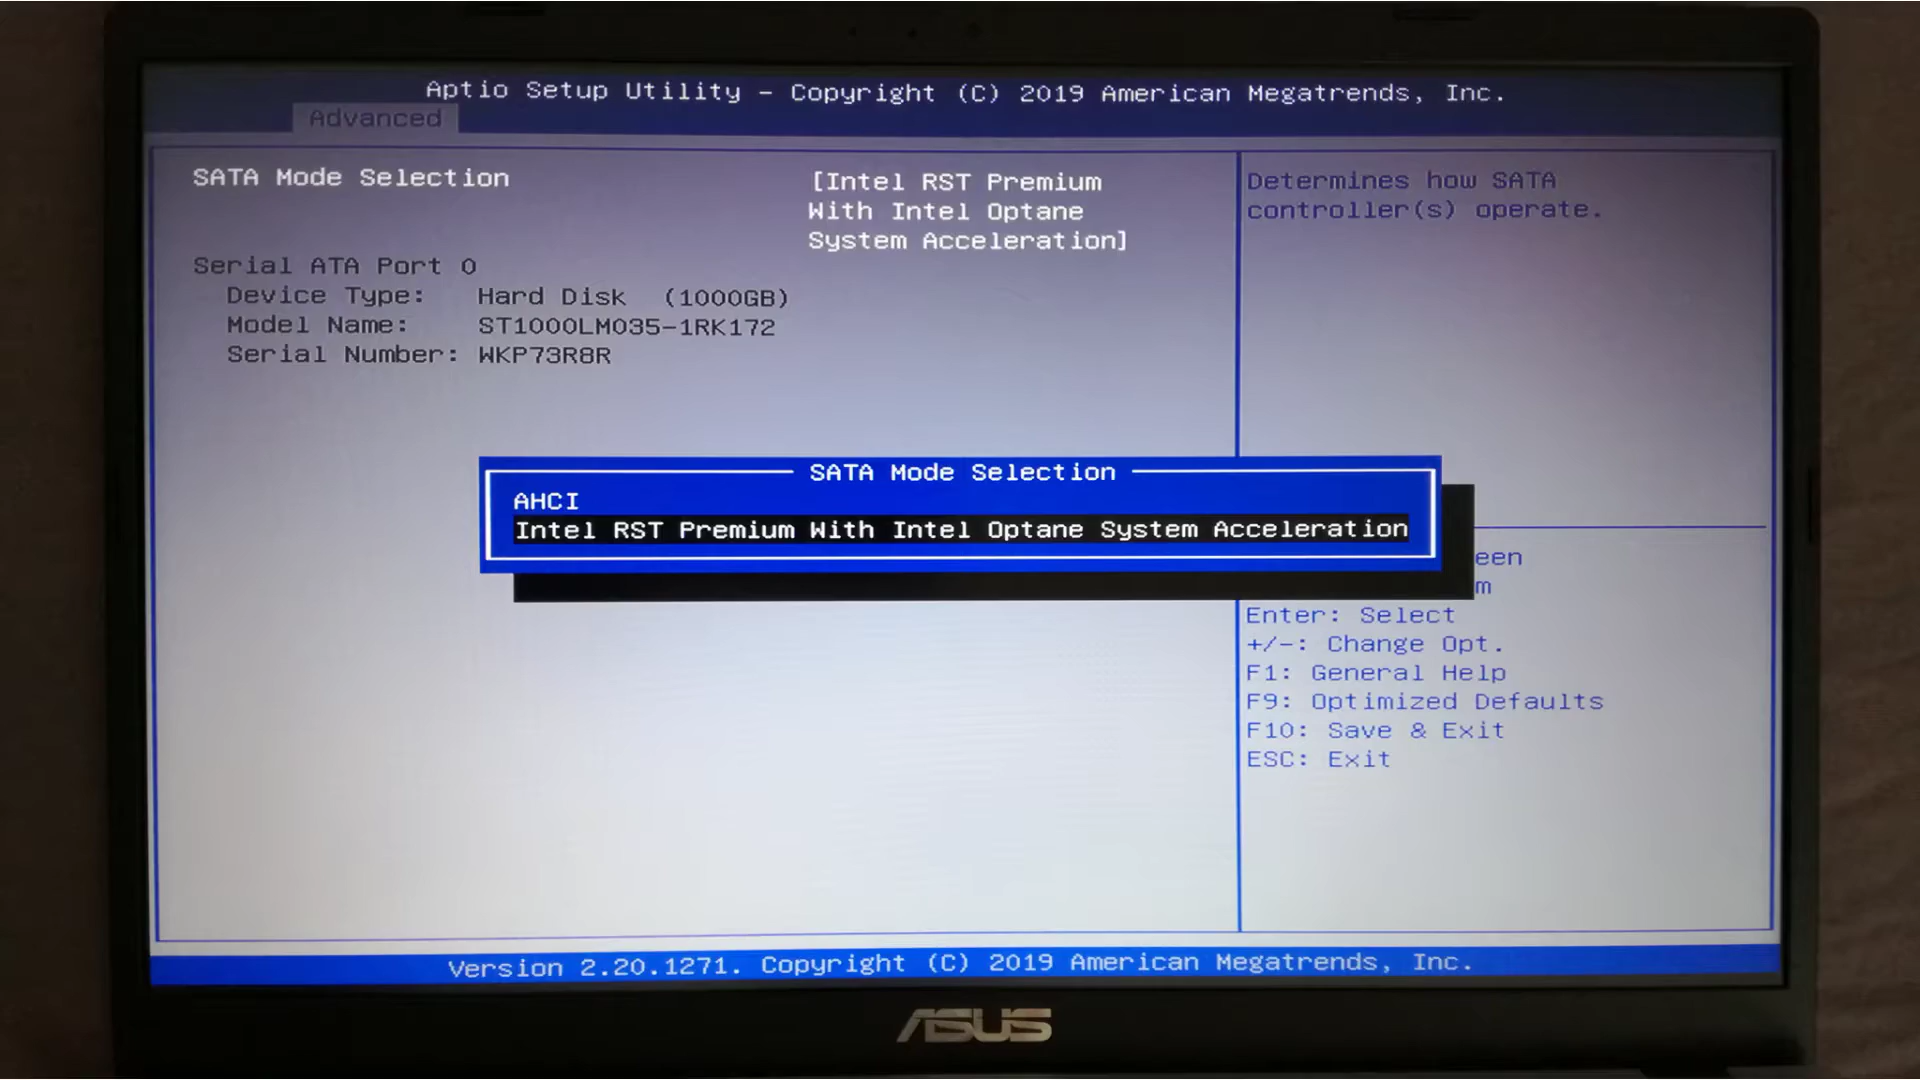 Aptio Setup Utility - Copyright (C) 2019 American Megatrends, Inc.
Advanced
SATA Mode Selection [Intel RST Premium
With Intel Optane
System Acceleration]
Serial ATA Port 0
Device Type: Hard Disk (1000GB)
Model Name: ST1000LM035-1RK172
Serial Number: WKP73R8R
Determines how SATA
controller(s) operate.
SATA Mode Selection
AHCI
Intel RST Premium With Intel Optane System Acceleration
een
m
Enter: Select
+/-: Change Opt.
F1: General Help
F9: Optimized Defaults
F10: Save & Exit
ESC: Exit
Version 2.20.1271. Copyright (C) 2019 American Megatrends, Inc.
ASUS